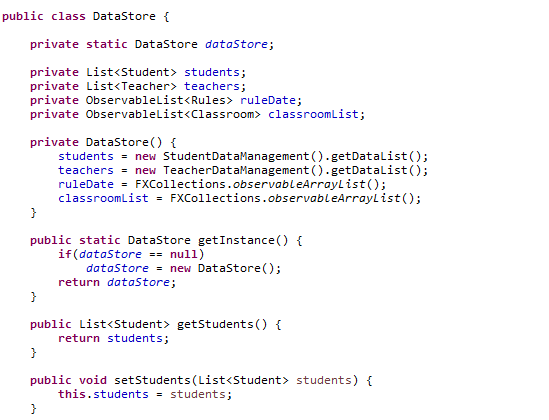 public class DataStore {
private static DataStore dataStore;
private List<Student> students;
private List<Teacher> teachers;
private ObservableList<Rules> ruleDate;
private ObservableList<Classroom> classroomList;
private DataStore() {
students = new StudentDataManagement().getDataList();
teachers = new TeacherDataManagement().getDataList();
ruleDate = FXCollections.observableArrayList();
classroomList = FXCollections.observableArrayList();
}
public static DataStore getInstance() {
if(dataStore == null)
dataStore = new DataStore();
return dataStore;
}
public List<Student> getStudents() {
return students;
}
public void setStudents(List<Student> students) {
this.students = students;
}